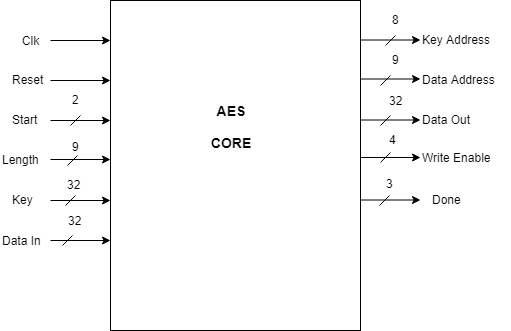 8
Clk
Key Address
9
Reset
Data Address
2
32
Start
Data Out
AES
CORE
9
4
Length
Write Enable
32
3
Key
Done
32
Data In